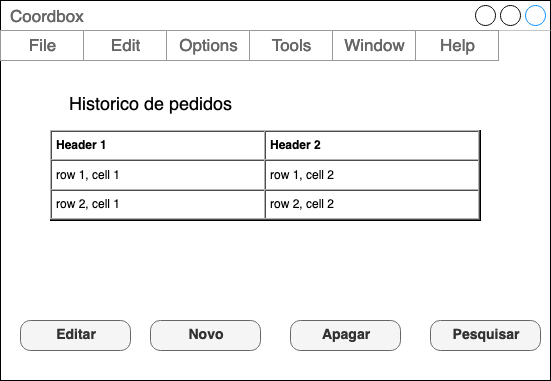 Coordbox
File Edit Options Tools Window Help
Historico de pedidos
Header 1 Header 2
row 1, cell 1 row 1, cell 2
row 2, cell 1 row 2, cell 2
Editar Novo Apagar Pesquisar